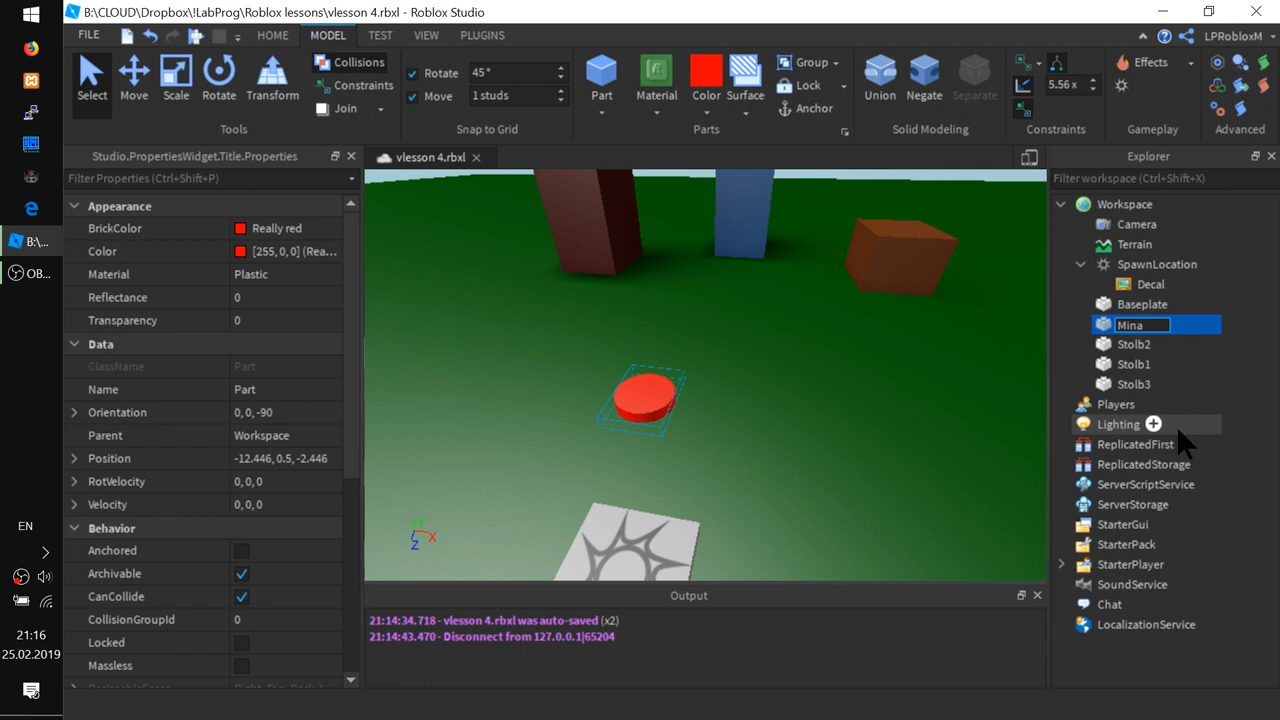 B:\CLOUD\Dropbox\!LabProg\Roblox lessons\vlesson 4.rbxl - Roblox Studio
FILE HOME MODEL TEST VIEW PLUGINS LPRobloxM
Select Move Scale Rotate Transform
Collisions
Constraints
Join
Rotate 45°
Move 1 studs
Part Material Color Surface
Group
Lock
Anchor
Union Negate Separate
5.56 x
Effects
Tools Snap to Grid Parts Solid Modeling Constraints Gameplay Advanced
Studio.PropertiesWidget.Title.Properties
Filter Properties (Ctrl+Shift+P)
Appearance
BrickColor Really red
Color [255, 0, 0] (Rea...
Material Plastic
Reflectance 0
Transparency 0
Data
ClassName Part
Name Part
Orientation 0, 0, -90
Parent Workspace
Position -12.446, 0.5, -2.446
RotVelocity 0, 0, 0
Velocity 0, 0, 0
Behavior
Anchored
Archivable
CanCollide
CollisionGroupId 0
Locked
Massless
vlesson 4.rbxl
Y
X
Z
Output
21:14:34.718 - vlesson 4.rbxl was auto-saved (x2)
21:14:43.470 - Disconnect from 127.0.0.1|65204
Explorer
Filter workspace (Ctrl+Shift+X)
Workspace
Camera
Terrain
SpawnLocation
Decal
Baseplate
Mina
Stolb2
Stolb1
Stolb3
Players
Lighting
ReplicatedFirst
ReplicatedStorage
ServerScriptService
ServerStorage
StarterGui
StarterPack
StarterPlayer
SoundService
Chat
LocalizationService
B:\...
OB...
EN
21:16
25.02.2019